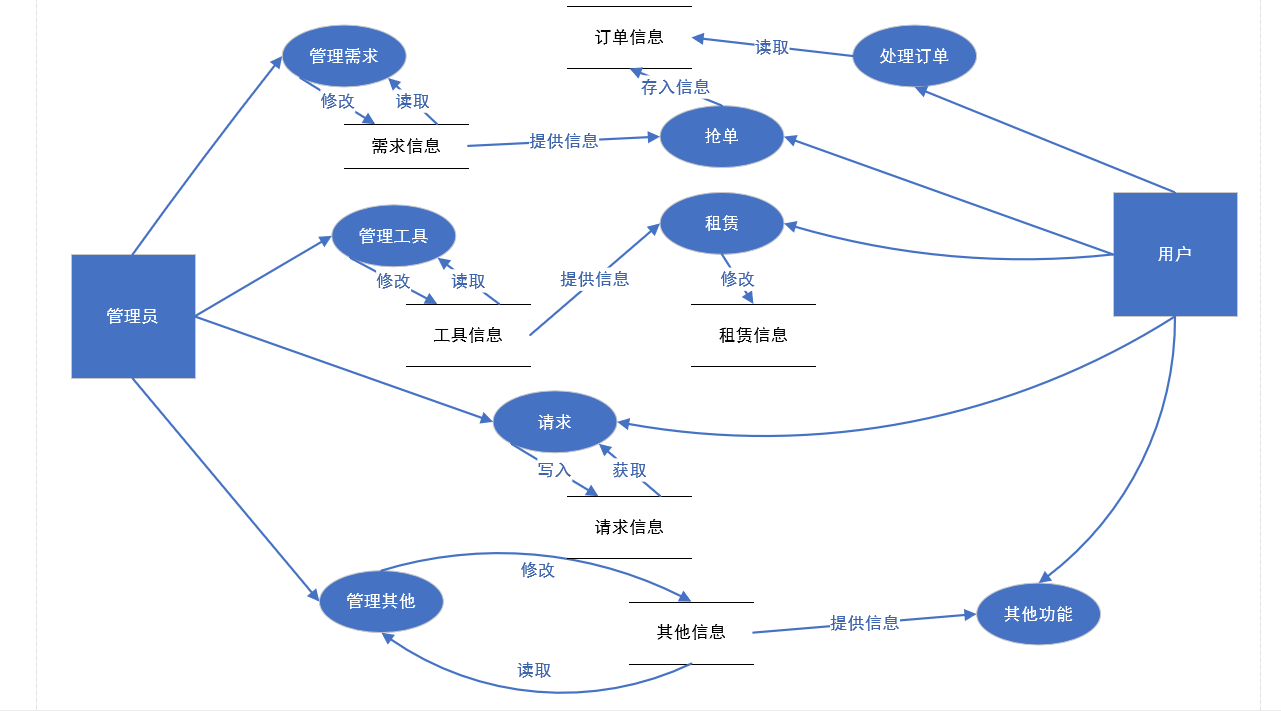 订单信息
读取
处理订单
管理需求
修改
读取
存入信息
需求信息
提供信息
抢单
管理工具
修改
读取
提供信息
租赁
修改
用户
管理员
工具信息
租赁信息
请求
写入
获取
请求信息
修改
管理其他
其他信息
提供信息
其他功能
读取